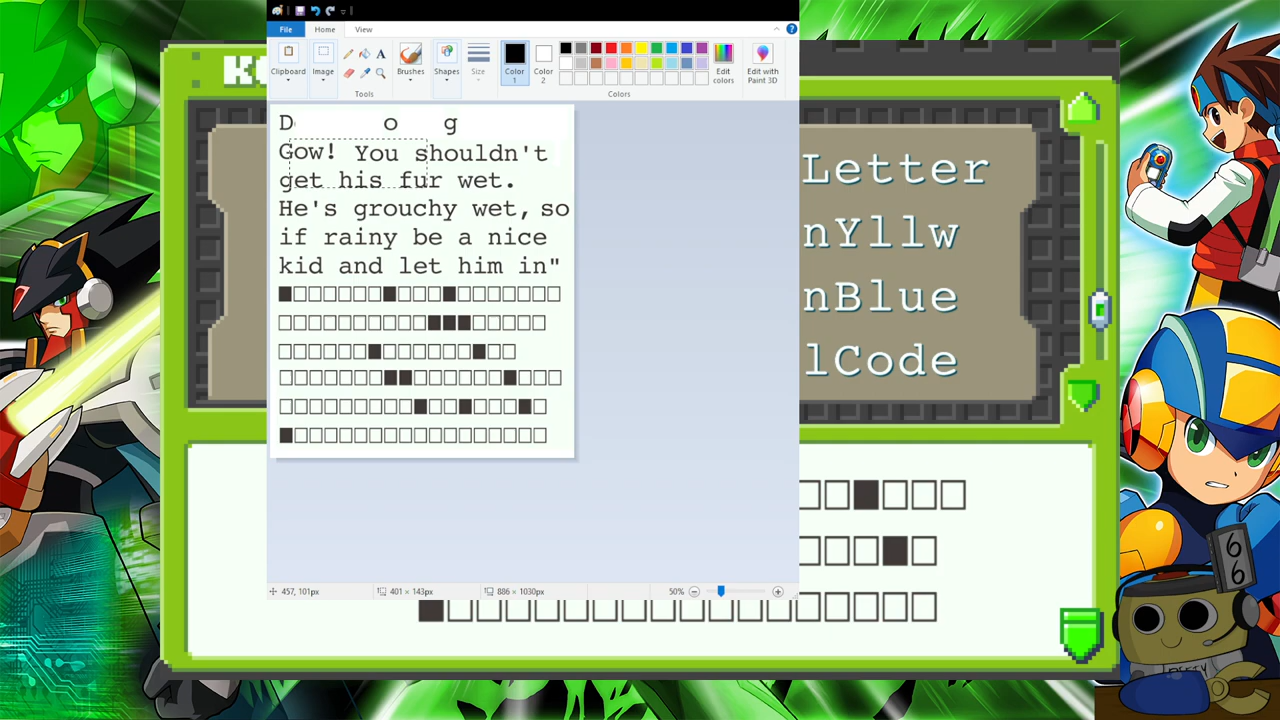 File Home View
Clipboard Image Tools Brushes Shapes Size Color 1 Color 2 Colors Edit colors Edit with Paint 3D
D o g
Gow! You shouldn't
get his fur wet.
He's grouchy wet, so
if rainy be a nice
kid and let him in"
Letter
nYllw
nBlue
lCode
457, 101px 401 × 143px 886 × 1030px 50%
66